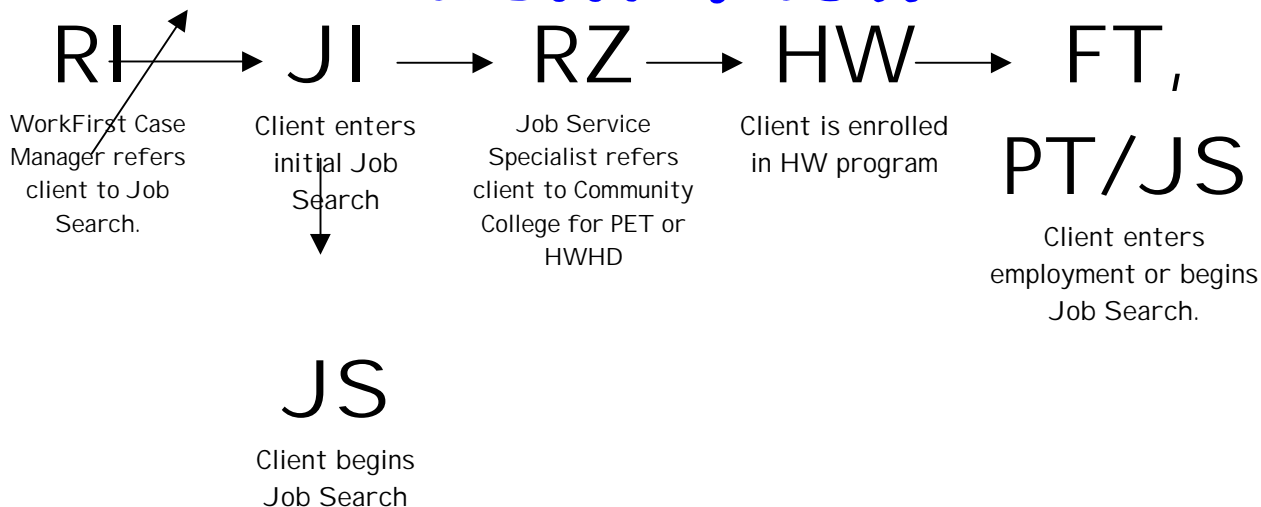 RI
WorkFirst Case
Manager refers
client to Job
Search.
JI
Client enters
initial Job
Search
RZ
Job Service
Specialist refers
client to Community
College for PET or
HWHD
HW
Client is enrolled
in HW program
FT,
PT/JS
Client enters
employment or begins
Job Search.
JS
Client begins
Job Search